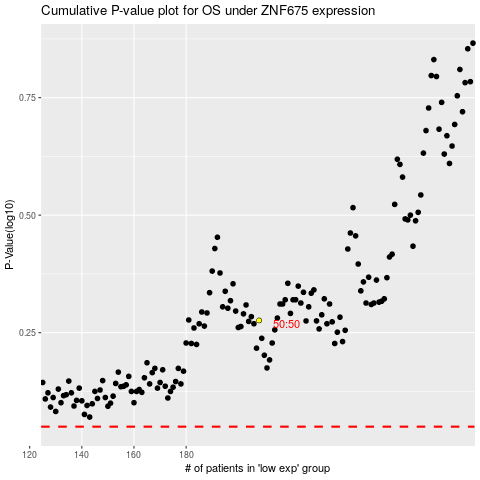 Cumulative P-value plot for OS under ZNF675 expression
P-Value(log10)
0.75
0.50
0.25
50:50
120 140 160 180
# of patients in 'low exp' group